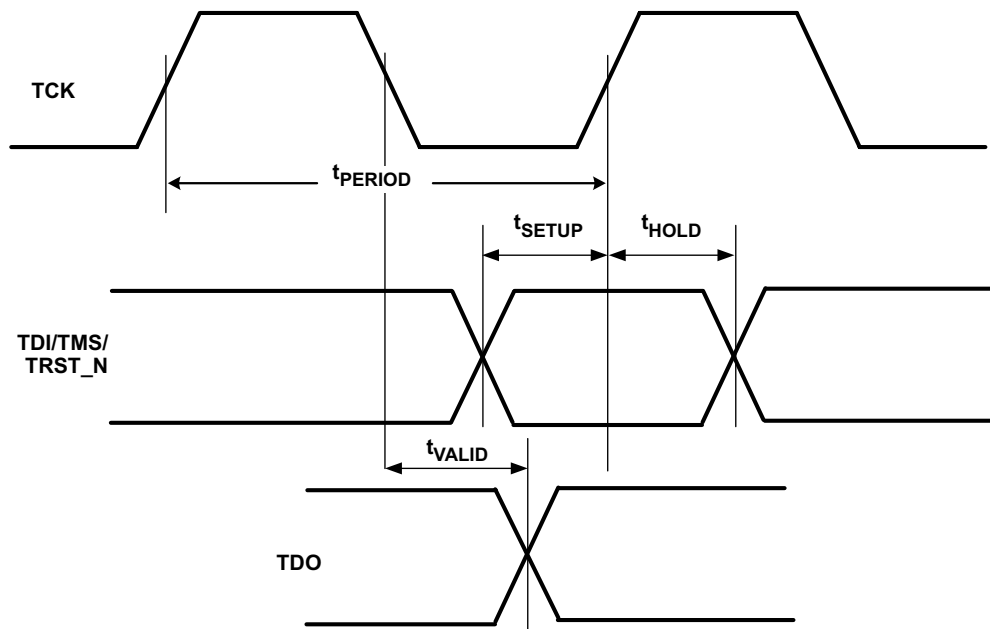 TCK
tPERIOD
tSETUP
tHOLD
TDI/TMS/
TRST_N
tVALID
TDO